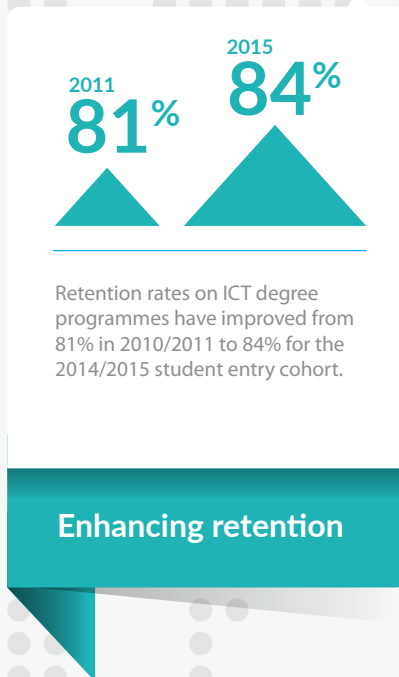 2011
81%
2015
84%
Retention rates on ICT degree
programmes have improved from
81% in 2010/2011 to 84% for the
2014/2015 student entry cohort.
Enhancing retention